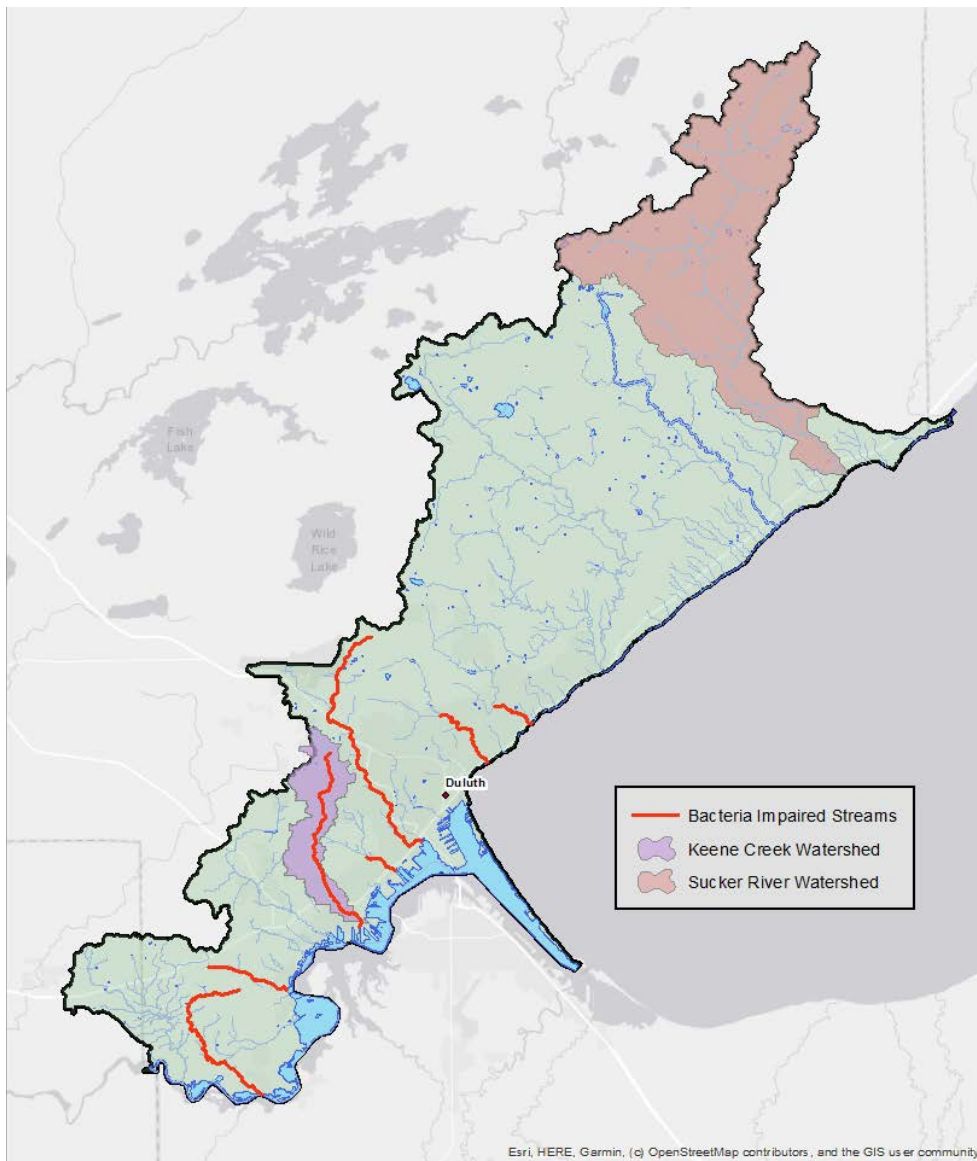 Fish
Lake
Wild
Rice
Lake
Duluth
Bacteria Impaired Streams
Keene Creek Watershed
Sucker River Watershed
Esri, HERE, Garmin, (c) OpenStreetMap contributors, and the GIS user community